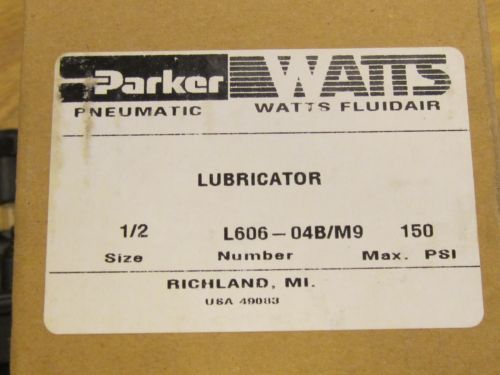 Parker WATTS
PNEUMATIC WATTS FLUIDAIR
LUBRICATOR
1/2 L606-04B/M9 150
Size Number Max. PSI
RICHLAND, MI.
USA 49083